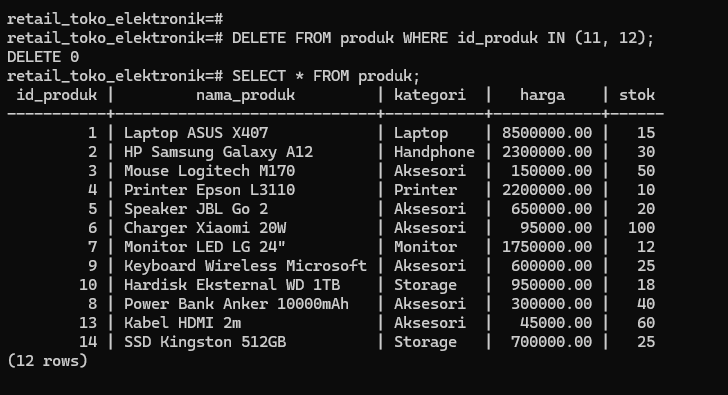 retail_toko_elektronik=#
retail_toko_elektronik=# DELETE FROM produk WHERE id_produk IN (11, 12);
DELETE 0
retail_toko_elektronik=# SELECT * FROM produk;
 id_produk |         nama_produk         | kategori  |   harga    | stok
-----------+-----------------------------+-----------+------------+------
         1 | Laptop ASUS X407            | Laptop    | 8500000.00 |   15
         2 | HP Samsung Galaxy A12       | Handphone | 2300000.00 |   30
         3 | Mouse Logitech M170         | Aksesori  |  150000.00 |   50
         4 | Printer Epson L3110         | Printer   | 2200000.00 |   10
         5 | Speaker JBL Go 2            | Aksesori  |  650000.00 |   20
         6 | Charger Xiaomi 20W          | Aksesori  |   95000.00 |  100
         7 | Monitor LED LG 24"          | Monitor   | 1750000.00 |   12
         9 | Keyboard Wireless Microsoft | Aksesori  |  600000.00 |   25
        10 | Hardisk Eksternal WD 1TB    | Storage   |  950000.00 |   18
         8 | Power Bank Anker 10000mAh   | Aksesori  |  300000.00 |   40
        13 | Kabel HDMI 2m               | Aksesori  |   45000.00 |   60
        14 | SSD Kingston 512GB          | Storage   |  700000.00 |   25
(12 rows)